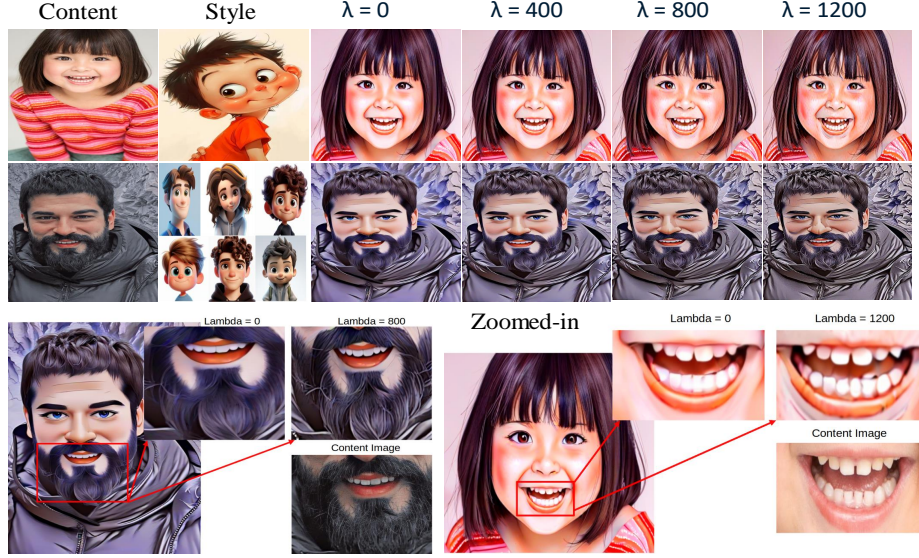 Content Style λ = 0 λ = 400 λ = 800 λ = 1200
Lambda = 0 Lambda = 800
Content Image
Zoomed-in
Lambda = 0 Lambda = 1200
Content Image